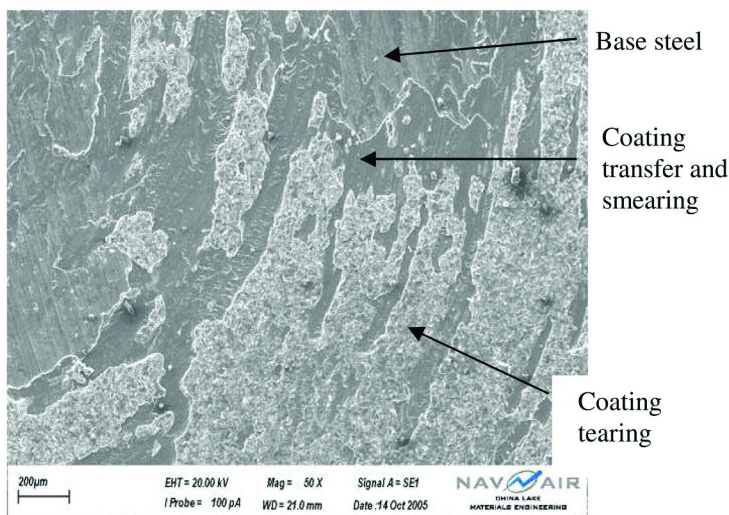 Base steel
Coating
transfer and
smearing
Coating
tearing
200µm
EHT = 20.00 kV
Mag = 50 X
Signal A = SE1
I Probe = 100 pA
WD = 21.0 mm
Date :14 Oct 2005
NAVAIR
CHINA LAKE
MATERIALS ENGINEERING